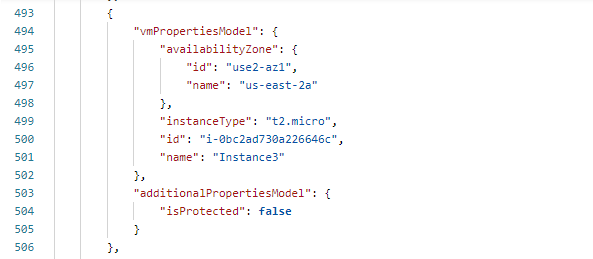 493 {
494 "vmPropertiesModel": {
495 "availabilityZone": {
496 "id": "use2-az1",
497 "name": "us-east-2a"
498 },
499 "instanceType": "t2.micro",
500 "id": "i-0bc2ad730a226646c",
501 "name": "Instance3"
502 },
503 "additionalPropertiesModel": {
504 "isProtected": false
505 }
506 },